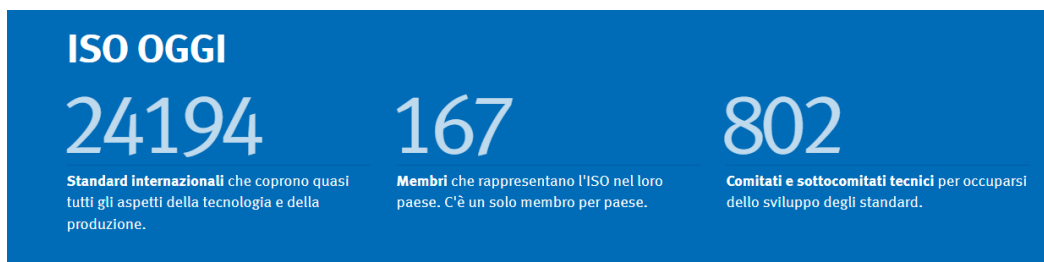 ISO OGGI
24194
Standard internazionali che coprono quasi
tutti gli aspetti della tecnologia e della
produzione.
167
Membri che rappresentano l'ISO nel loro
paese. C'è un solo membro per paese.
802
Comitati e sottocomitati tecnici per occuparsi
dello sviluppo degli standard.